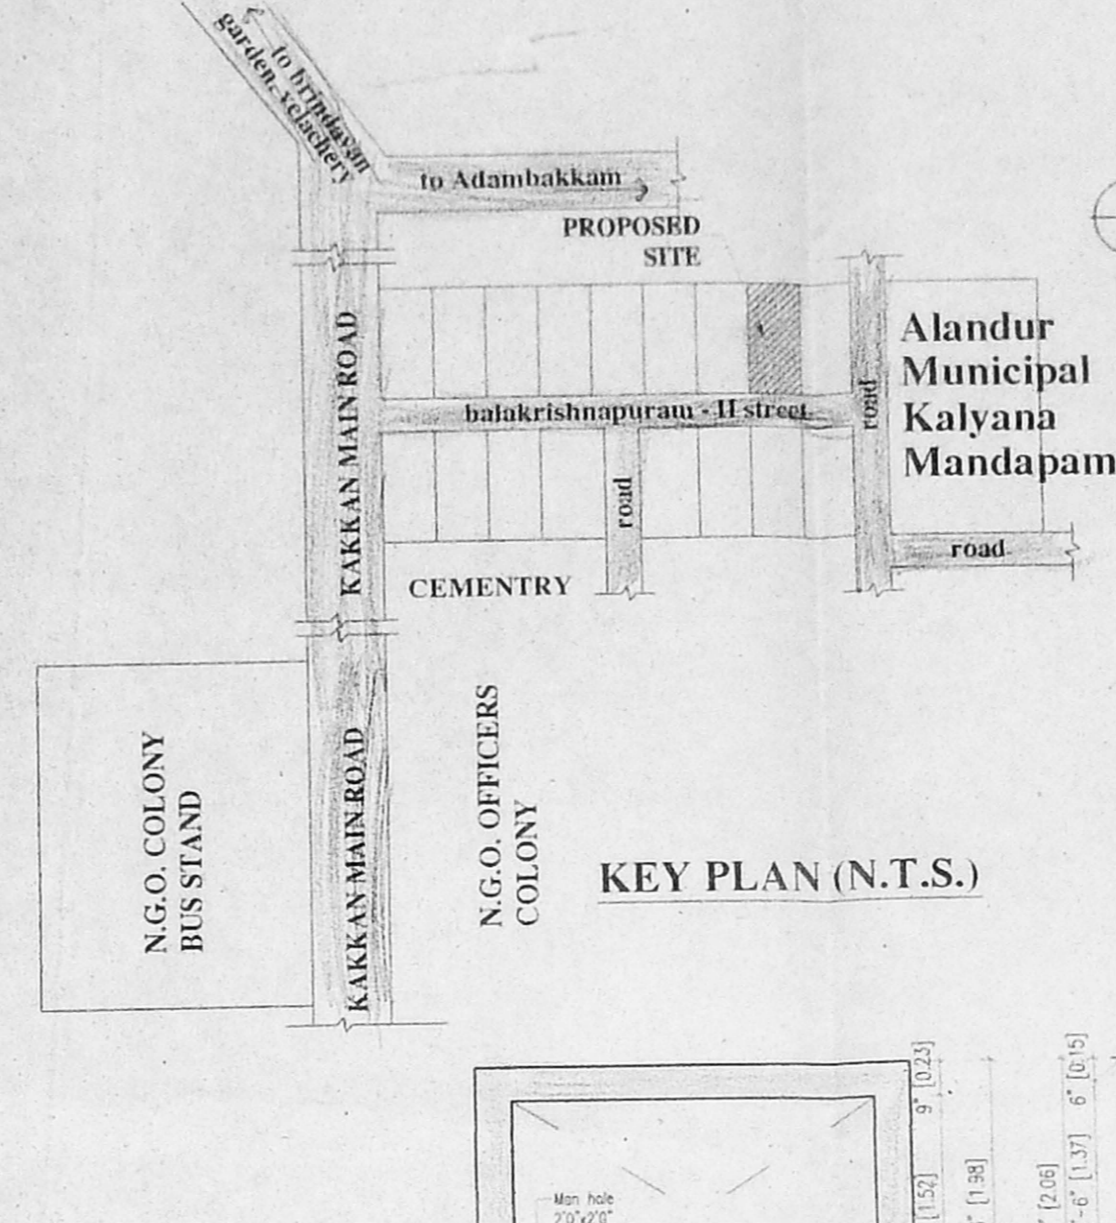 to brindavan
garden, velachery
to Adambakkam
PROPOSED
SITE
KAKKAN MAIN ROAD
balakrishnapuram - II street
road
Alandur
Municipal
Kalyana
Mandapam
road
road
CEMENTRY
N.G.O. COLONY
BUS STAND
KAKKAN MAIN ROAD
N.G.O. OFFICERS
COLONY
KEY PLAN (N.T.S.)
9" [0.23]
6" [0.15]
[1.52]
" [1.98]
[2.06]
-6" [1.37]
Man hole
2'0"x2'0"